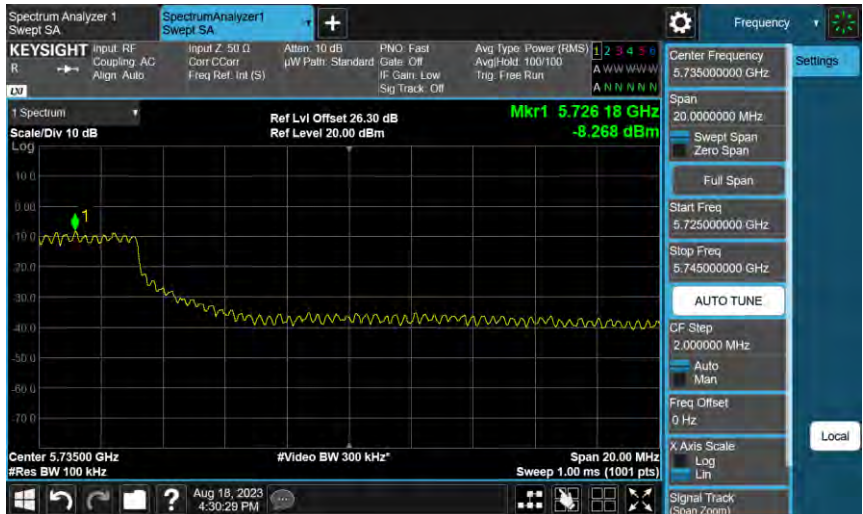 Spectrum Analyzer 1
Swept SA
SpectrumAnalyzer1
Swept SA
Frequency
KEYSIGHT
R
LXI
Input: RF
Coupling: AC
Align: Auto
Input Z: 50 Ω
Corr CCorr
Freq Ref: Int (S)
Atten: 10 dB
µW Path: Standard
PNO: Fast
Gate: Off
IF Gain: Low
Sig Track: Off
Avg Type: Power (RMS)
Avg|Hold: 100/100
Trig: Free Run
1 2 3 4 5 6
A W W W W W
A N N N N N
1 Spectrum
Scale/Div 10 dB
Log
Ref Lvl Offset 26.30 dB
Ref Level 20.00 dBm
Mkr1 5.726 18 GHz
-8.268 dBm
10.0
0.00
-10.0
-20.0
-30.0
-40.0
-50.0
-60.0
-70.0
1
Center 5.73500 GHz
#Res BW 100 kHz
#Video BW 300 kHz*
Span 20.00 MHz
Sweep 1.00 ms (1001 pts)
Aug 18, 2023
4:30:29 PM
Center Frequency
5.735000000 GHz
Settings
Span
20.0000000 MHz
Swept Span
Zero Span
Full Span
Start Freq
5.725000000 GHz
Stop Freq
5.745000000 GHz
AUTO TUNE
CF Step
2.000000 MHz
Auto
Man
Freq Offset
0 Hz
Local
X Axis Scale
Log
Lin
Signal Track
(Span Zoom)